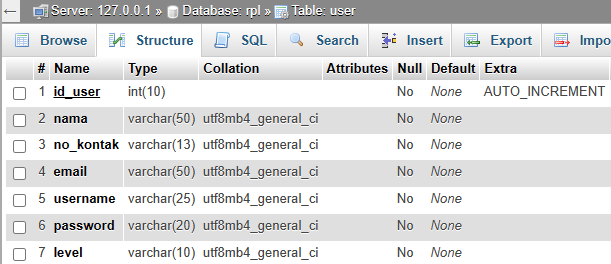 ← Server: 127.0.0.1 » Database: rpl » Table: user
Browse Structure SQL Search Insert Export Impo
# Name Type Collation Attributes Null Default Extra
1 id_user int(10) No None AUTO_INCREMENT
2 nama varchar(50) utf8mb4_general_ci No None
3 no_kontak varchar(13) utf8mb4_general_ci No None
4 email varchar(50) utf8mb4_general_ci No None
5 username varchar(25) utf8mb4_general_ci No None
6 password varchar(20) utf8mb4_general_ci No None
7 level varchar(10) utf8mb4_general_ci No None